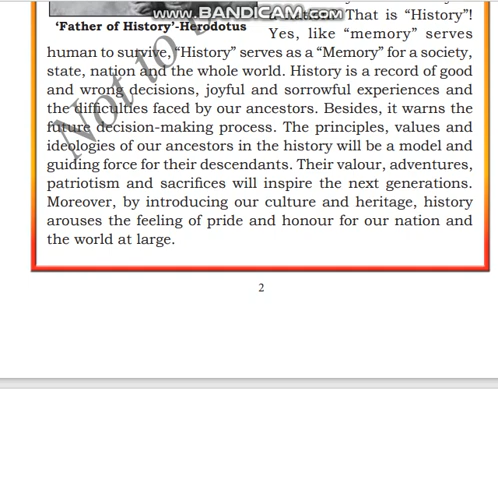 www.BANDICAM.com
That is “History”!
‘Father of History’-Herodotus
Yes, like “memory” serves
human to survive, “History” serves as a “Memory” for a society,
state, nation and the whole world. History is a record of good
and wrong decisions, joyful and sorrowful experiences and
the difficulties faced by our ancestors. Besides, it warns the
future decision-making process. The principles, values and
ideologies of our ancestors in the history will be a model and
guiding force for their descendants. Their valour, adventures,
patriotism and sacrifices will inspire the next generations.
Moreover, by introducing our culture and heritage, history
arouses the feeling of pride and honour for our nation and
the world at large.
Not to
2